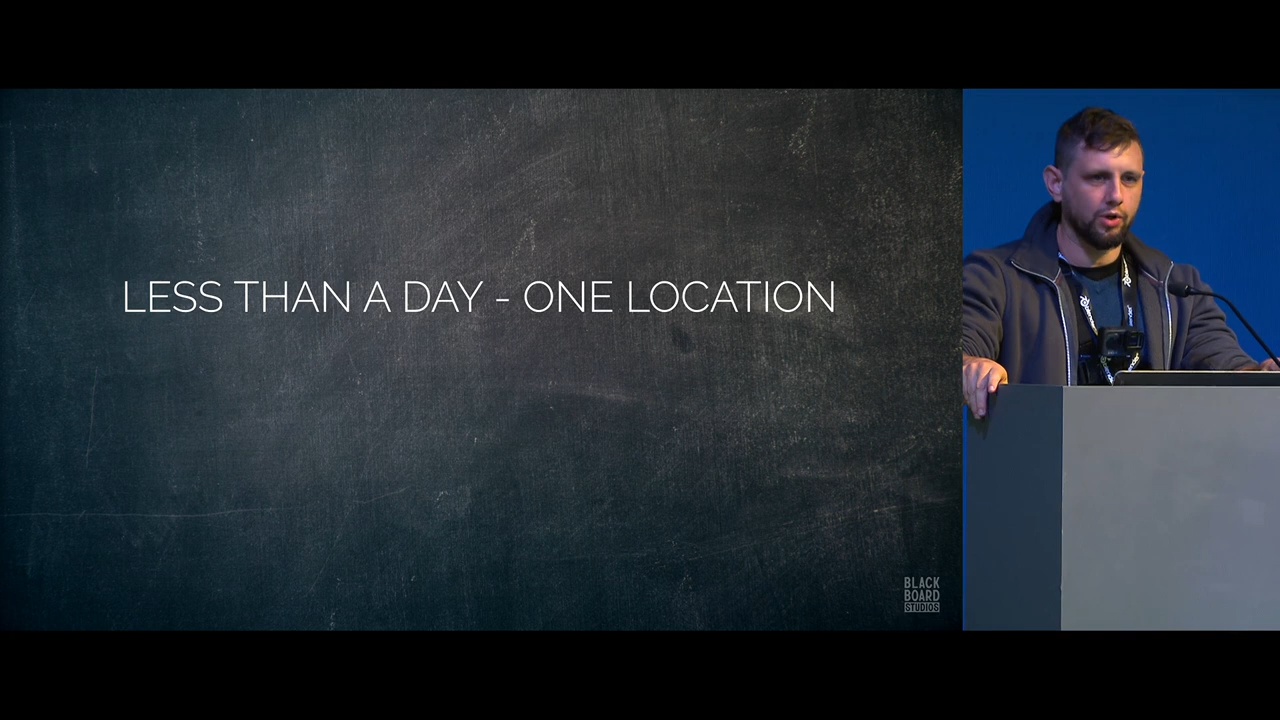 LESS THAN A DAY - ONE LOCATION
BLACK
BOARD
STUDIOS